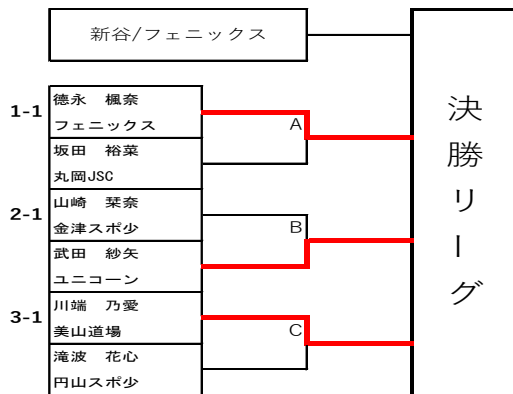 新谷/フェニックス
1-1
徳永 楓奈
フェニックス
A
坂田 裕菜
丸岡JSC
2-1
山崎 栞奈
金津スポ少
B
武田 紗矢
ユニコーン
3-1
川端 乃愛
美山道場
C
滝波 花心
円山スポ少
決勝リーグ